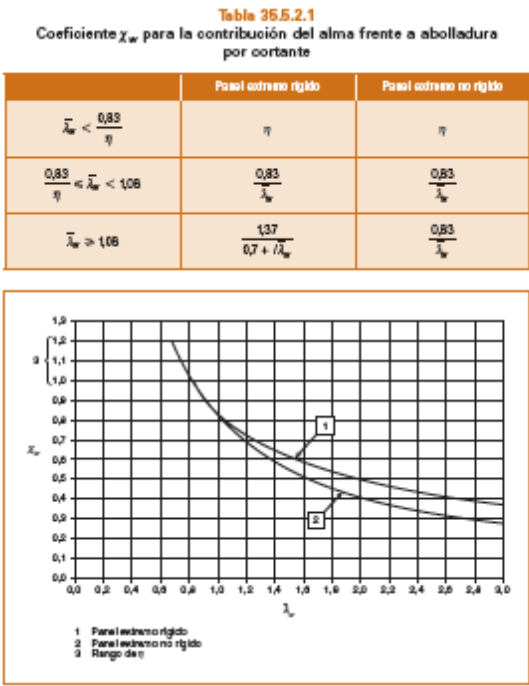 Tabla 35.5.2.1
Coeficiente χw para la contribución del alma frente a abolladura
por cortante
Panel extremo rígido Panel extremo no rígido
λ̄w < 0,83/η η η
0,83/η ≤ λ̄w < 1,08 0,83/λ̄w 0,83/λ̄w
λ̄w ≥ 1,08 1,37/(0,7 + λ̄w) 0,83/λ̄w
1,3
1,2
3
1,1
1,0
0,9
0,8
1
0,7
χw
0,6
0,5
0,4
0,3
2
0,2
0,1
0,0
0,0 0,2 0,4 0,6 0,8 1,0 1,2 1,4 1,6 1,8 2,0 2,2 2,4 2,6 2,8 3,0
λw
1 Panel extremo rígido
2 Panel extremo no rígido
3 Rango de η